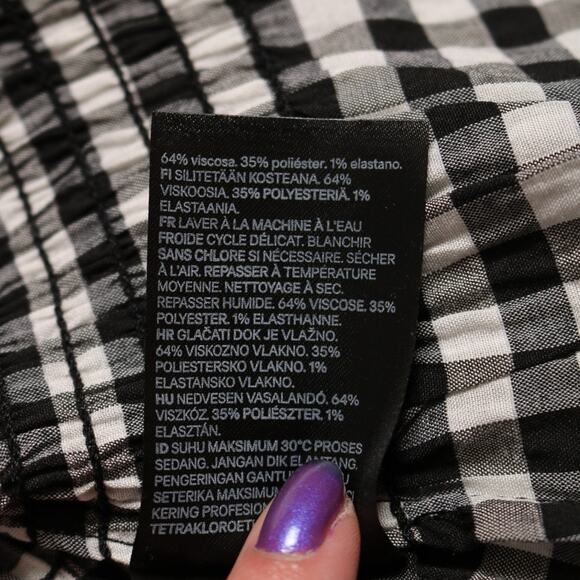 64% viscosa. 35% poliéster. 1% elastano.
FI SILITETÄÄN KOSTEANA. 64%
VISKOOSIA. 35% POLYESTERIÄ. 1%
ELASTAANIA.
FR LAVER À LA MACHINE À L'EAU
FROIDE CYCLE DÉLICAT. BLANCHIR
SANS CHLORE SI NÉCESSAIRE. SÉCHER
À L'AIR. REPASSER À TEMPÉRATURE
MOYENNE. NETTOYAGE À SEC.
REPASSER HUMIDE. 64% VISCOSE. 35%
POLYESTER. 1% ELASTHANNE.
HR GLAČATI DOK JE VLAŽNO.
64% VISKOZNO VLAKNO. 35%
POLIESTERSKO VLAKNO. 1%
ELASTANSKO VLAKNO.
HU NEDVESEN VASALANDÓ. 64%
VISZKÓZ. 35% POLIÉSZTER. 1%
ELASZTÁN.
ID SUHU MAKSIMUM 30°C PROSES
SEDANG. JANGAN DIK
PENGERINGAN
SETERIKA MAKSIMUM
KERING